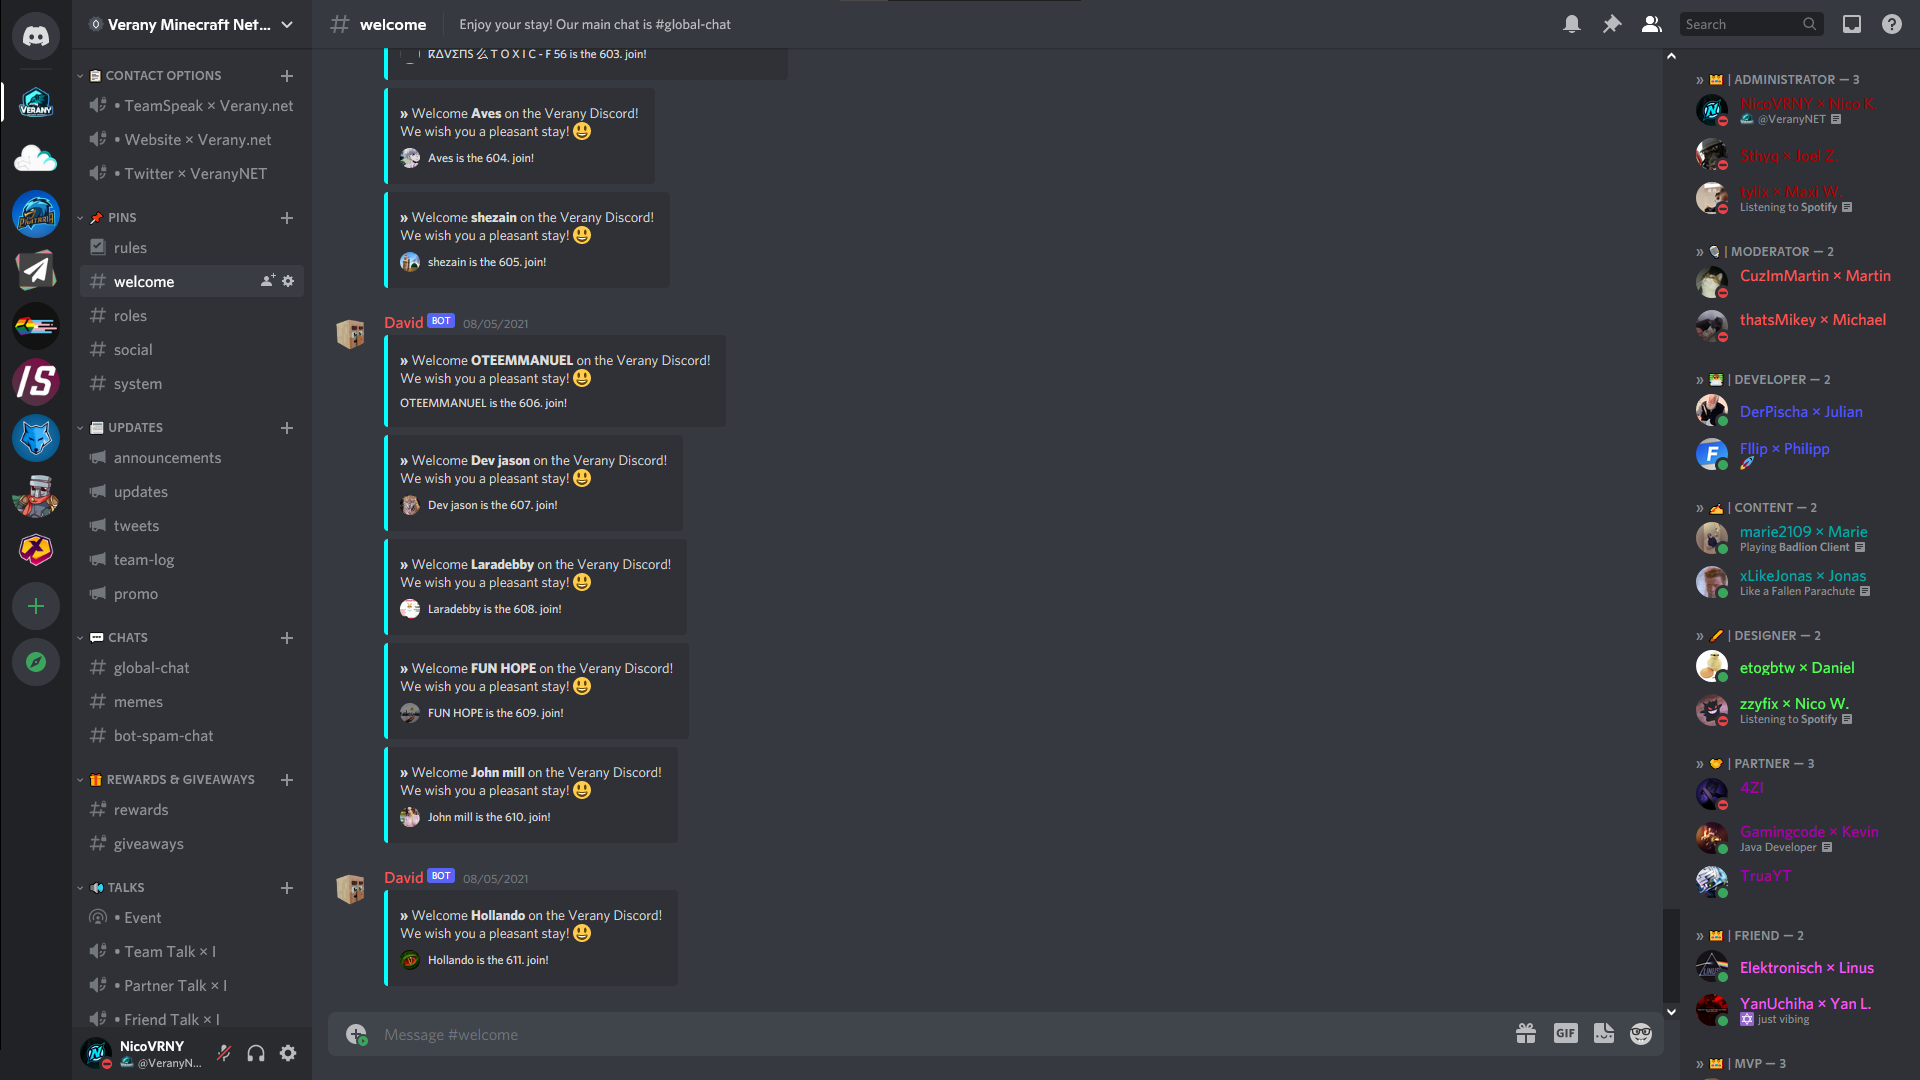 Verany Minecraft Net...
CONTACT OPTIONS
• TeamSpeak × Verany.net
• Website × Verany.net
• Twitter × VeranyNET
PINS
rules
welcome
roles
social
system
UPDATES
announcements
updates
tweets
team-log
promo
CHATS
global-chat
memes
bot-spam-chat
REWARDS & GIVEAWAYS
rewards
giveaways
TALKS
• Event
• Team Talk × I
• Partner Talk × I
• Friend Talk × I
NicoVRNY
@VeranyN...
VERANY
# welcome
Enjoy your stay! Our main chat is #global-chat
Search
T O X I C - F 56 is the 603. join!
» Welcome Aves on the Verany Discord!
We wish you a pleasant stay! 😃
Aves is the 604. join!
» Welcome shezain on the Verany Discord!
We wish you a pleasant stay! 😃
shezain is the 605. join!
David BOT 08/05/2021
» Welcome OTEEMMANUEL on the Verany Discord!
We wish you a pleasant stay! 😃
OTEEMMANUEL is the 606. join!
» Welcome Dev jason on the Verany Discord!
We wish you a pleasant stay! 😃
Dev jason is the 607. join!
» Welcome Laradebby on the Verany Discord!
We wish you a pleasant stay! 😃
Laradebby is the 608. join!
» Welcome FUN HOPE on the Verany Discord!
We wish you a pleasant stay! 😃
FUN HOPE is the 609. join!
» Welcome John mill on the Verany Discord!
We wish you a pleasant stay! 😃
John mill is the 610. join!
David BOT 08/05/2021
» Welcome Hollando on the Verany Discord!
We wish you a pleasant stay! 😃
Hollando is the 611. join!
Message #welcome
GIF
» | ADMINISTRATOR — 3
NicoVRNY × Nico K.
@VeranyNET
Sthyq × Joel Z.
tylix × Maxi W.
Listening to Spotify
» | MODERATOR — 2
CuzImMartin × Martin
thatsMikey × Michael
» | DEVELOPER — 2
DerPischa × Julian
Fllip × Philipp
» | CONTENT — 2
marie2109 × Marie
Playing Badlion Client
xLikeJonas × Jonas
Like a Fallen Parachute
» | DESIGNER — 2
etogbtw × Daniel
zzyfix × Nico W.
Listening to Spotify
» | PARTNER — 3
4ZI
Gamingcode × Kevin
Java Developer
TruaYT
» | FRIEND — 2
Elektronisch × Linus
YanUchiha × Yan L.
just vibing
» | MVP — 3